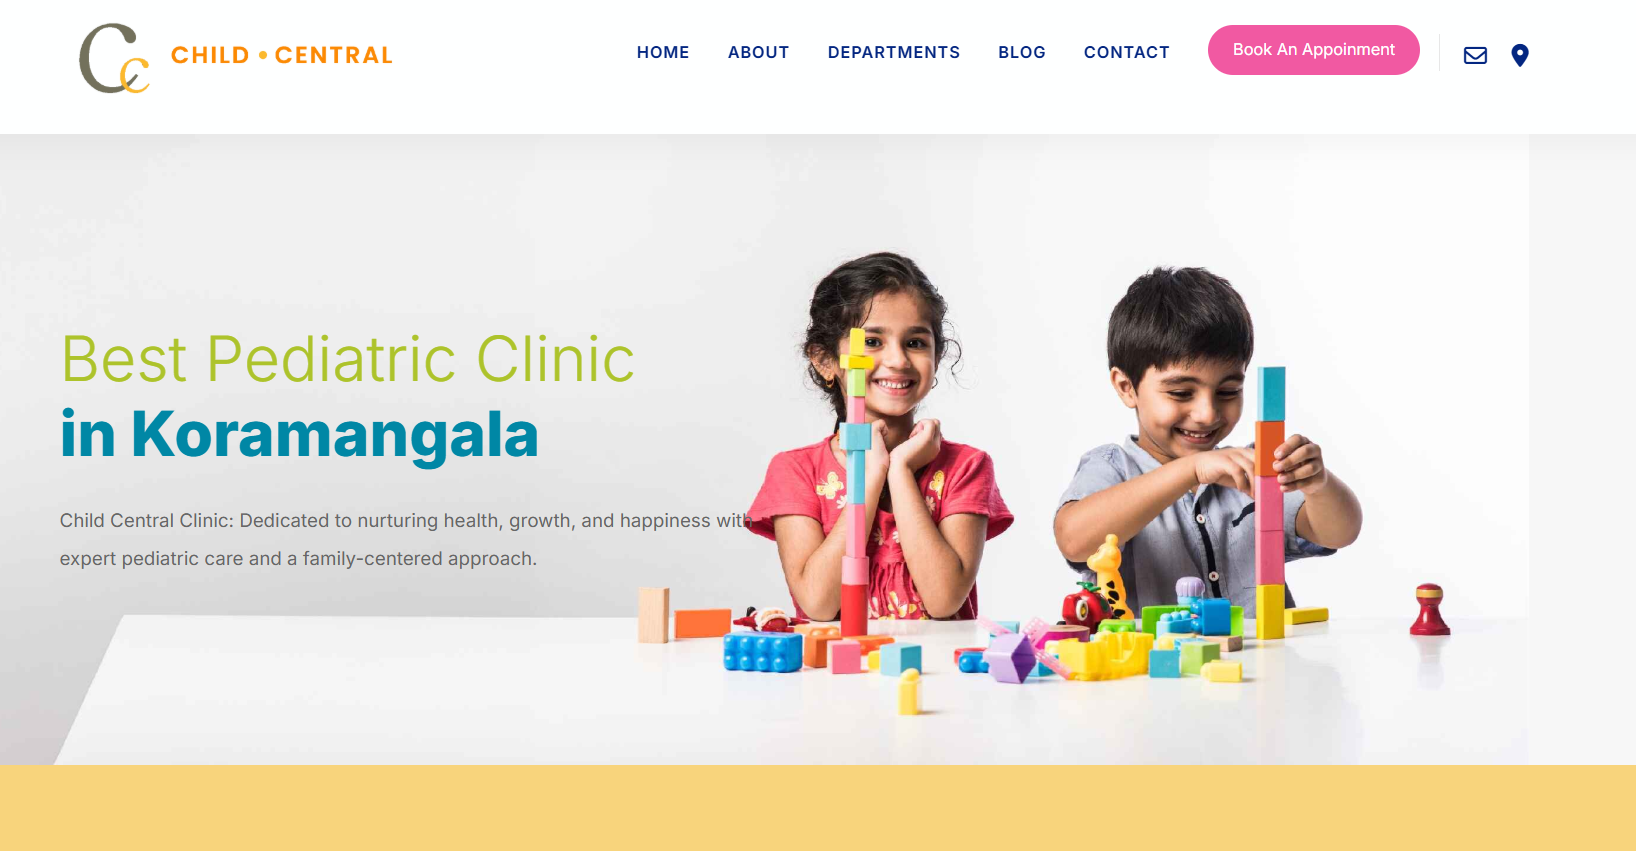 Cc CHILD • CENTRAL
HOME ABOUT DEPARTMENTS BLOG CONTACT Book An Appoinment
Best Pediatric Clinic
in Koramangala
Child Central Clinic: Dedicated to nurturing health, growth, and happiness with
expert pediatric care and a family-centered approach.